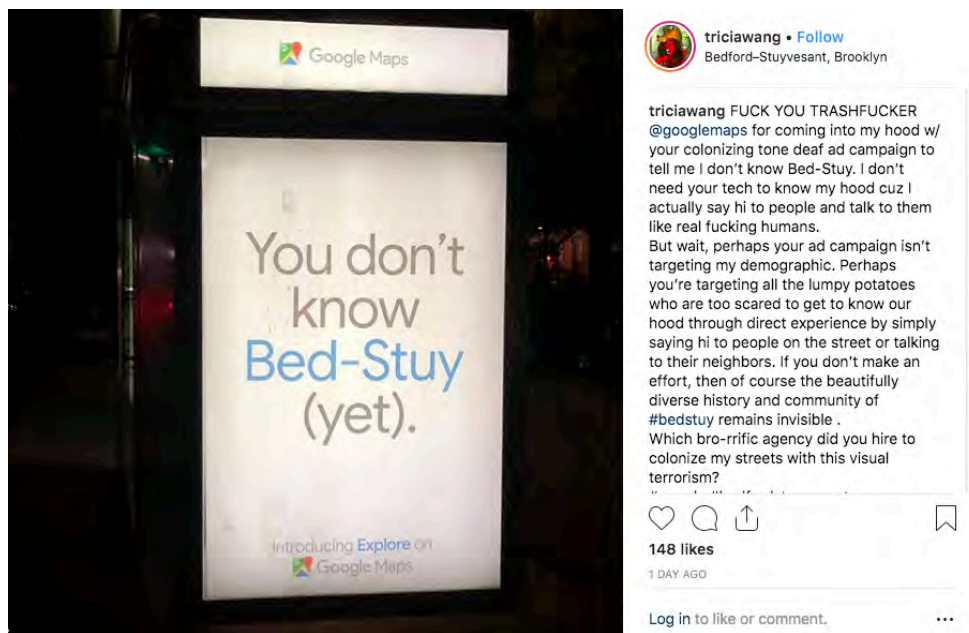 Google Maps
You don't
know
Bed-Stuy
(yet).
Introducing Explore on
Google Maps
triciawang • Follow
Bedford–Stuyvesant, Brooklyn
triciawang FUCK YOU TRASHFUCKER
@googlemaps for coming into my hood w/
your colonizing tone deaf ad campaign to
tell me I don't know Bed-Stuy. I don't
need your tech to know my hood cuz I
actually say hi to people and talk to them
like real fucking humans.
But wait, perhaps your ad campaign isn't
targeting my demographic. Perhaps
you're targeting all the lumpy potatoes
who are too scared to get to know our
hood through direct experience by simply
saying hi to people on the street or talking
to their neighbors. If you don't make an
effort, then of course the beautifully
diverse history and community of
#bedstuy remains invisible .
Which bro-rrific agency did you hire to
colonize my streets with this visual
terrorism?
148 likes
1 DAY AGO
Log in to like or comment.